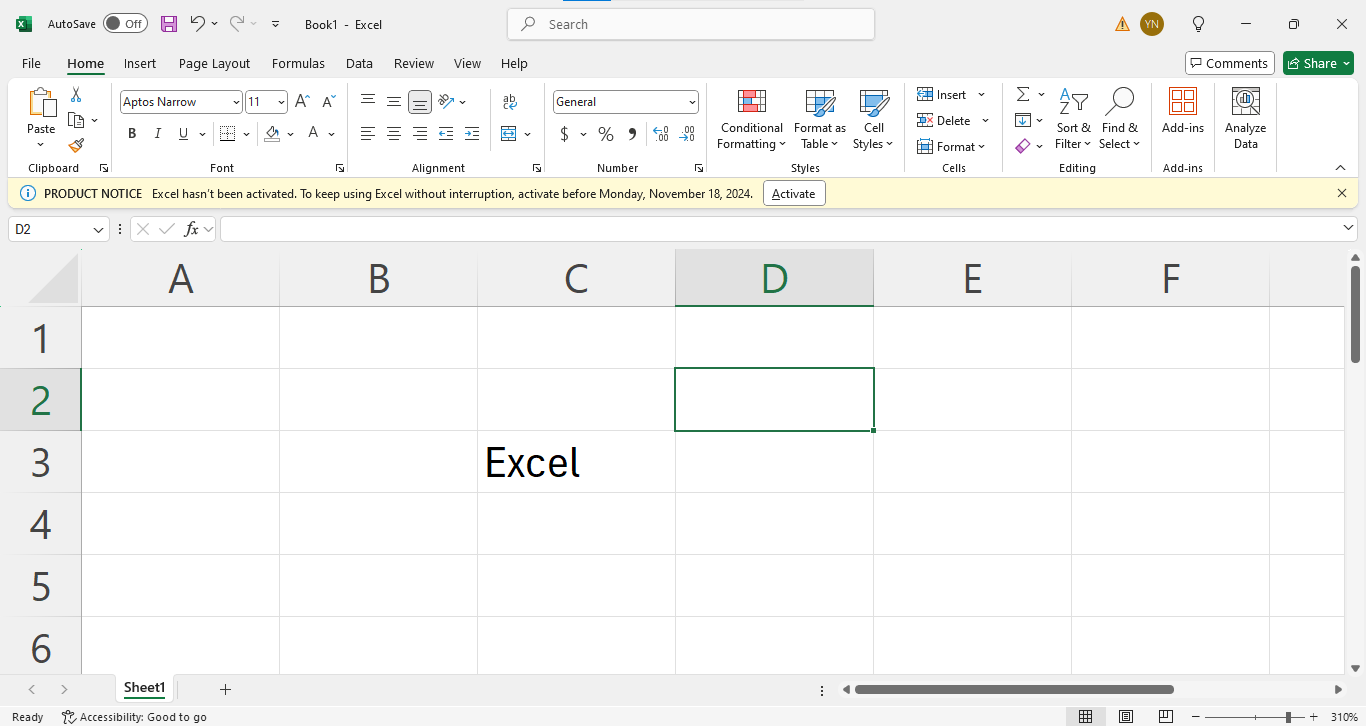 AutoSave Off Book1 - Excel Search YN
File Home Insert Page Layout Formulas Data Review View Help Comments Share
Paste
Clipboard
Aptos Narrow 11
B I U A
Font
ab
Alignment
General
$ % 9 .00 .00
Number
Conditional Formatting
Format as Table
Cell Styles
Styles
Insert
Delete
Format
Cells
Sort & Filter
Find & Select
Editing
Add-ins
Add-ins
Analyze Data
PRODUCT NOTICE Excel hasn't been activated. To keep using Excel without interruption, activate before Monday, November 18, 2024. Activate
D2 fx
A B C D E F
1
2
3 Excel
4
5
6
Sheet1
Ready Accessibility: Good to go 310%